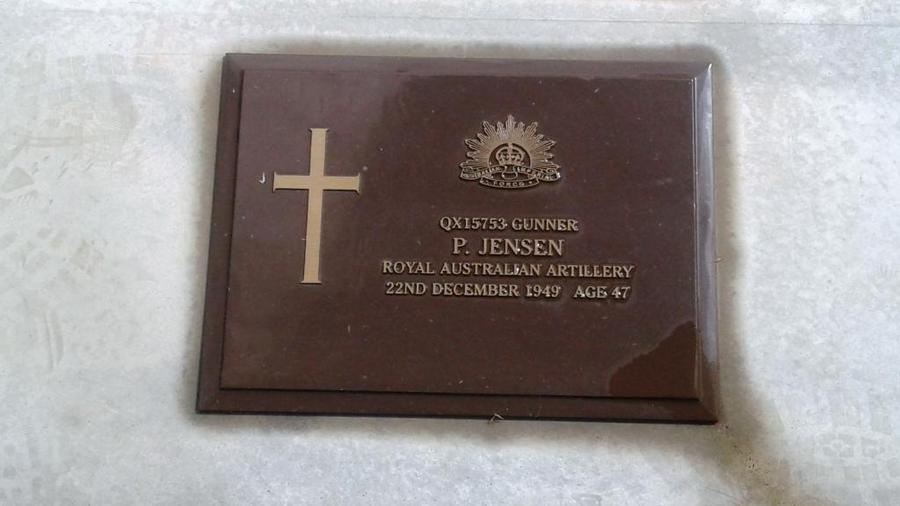 QX15753 GUNNER
P. JENSEN
ROYAL AUSTRALIAN ARTILLERY
22ND DECEMBER 1949 AGE 47